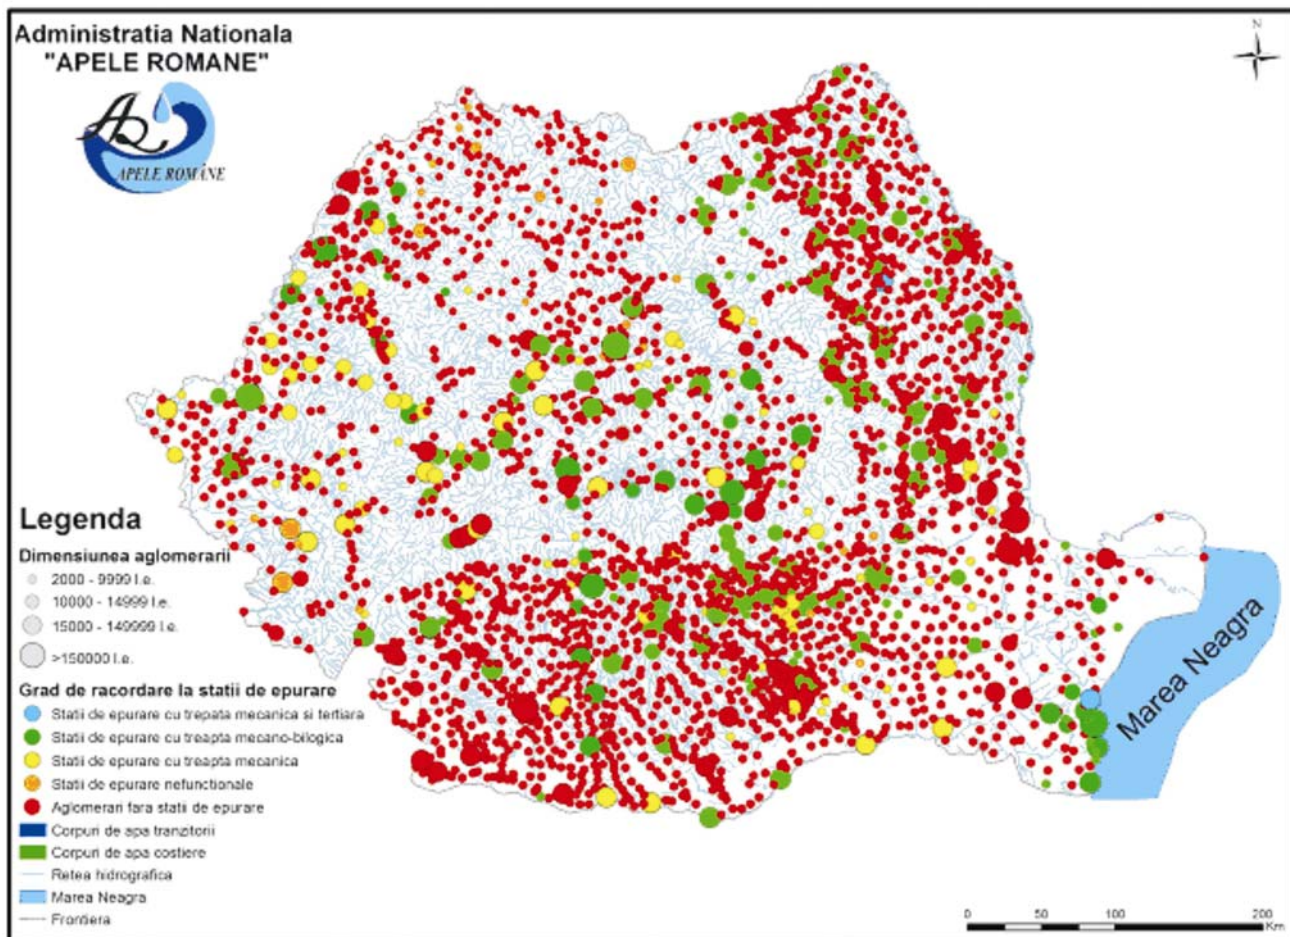 Administratia Nationala
"APELE ROMANE"
APELE ROMÂNE
N
Marea Neagra
Legenda
Dimensiunea aglomerarii
2000 - 9999 l.e.
10000 - 14999 l.e.
15000 - 149999 l.e.
>150000 l.e.
Grad de racordare la statii de epurare
Statii de epurare cu trepata mecanica si tertiara
Statii de epurare cu treapta mecano-bilogica
Statii de epurare cu treapta mecanica
Statii de epurare nefunctionale
Aglomerari fara statii de epurare
Corpuri de apa tranzitorii
Corpuri de apa costiere
Retea hidrografica
Marea Neagra
Frontiera
0 50 100 200
Km